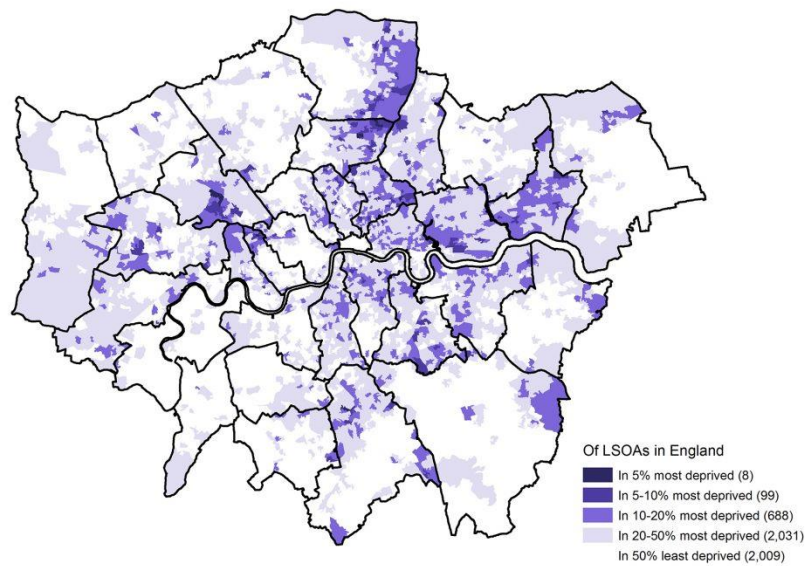 Of LSOAs in England
In 5% most deprived (8)
In 5-10% most deprived (99)
In 10-20% most deprived (688)
In 20-50% most deprived (2,031)
In 50% least deprived (2,009)